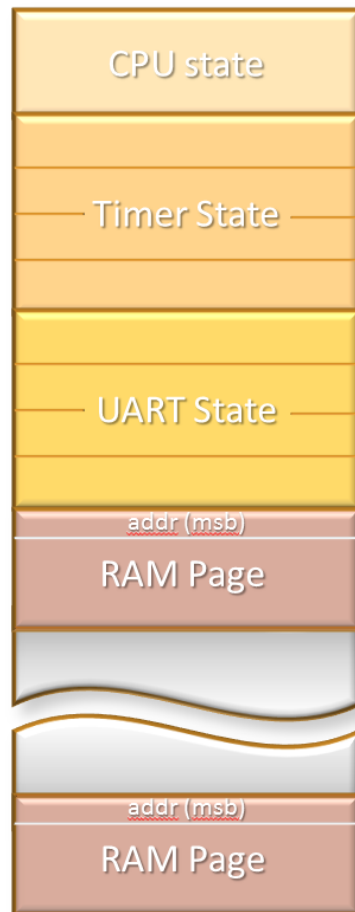 CPU state
Timer State
UART State
addr (msb)
RAM Page
addr (msb)
RAM Page